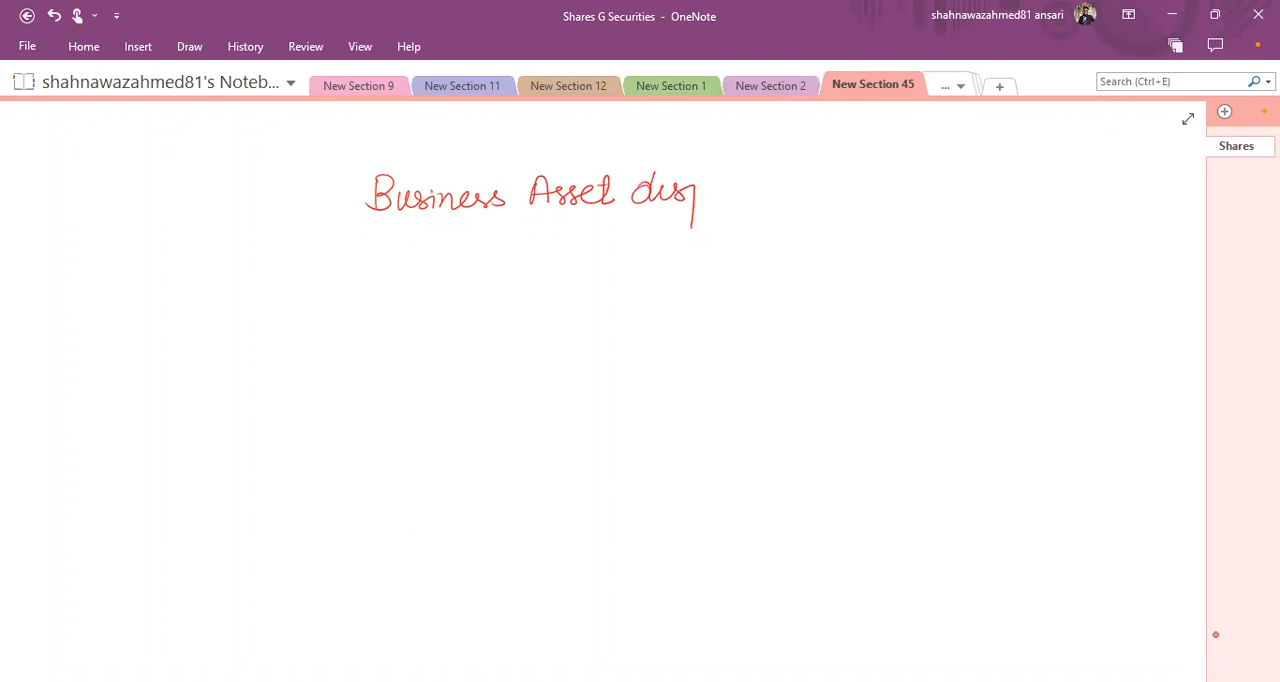 Shares G Securities - OneNote
shahnawazahmed81 ansari
File Home Insert Draw History Review View Help
shahnawazahmed81's Noteb... New Section 9 New Section 11 New Section 12 New Section 1 New Section 2 New Section 45 ... + Search (Ctrl+E)
Shares
Business Asset disp